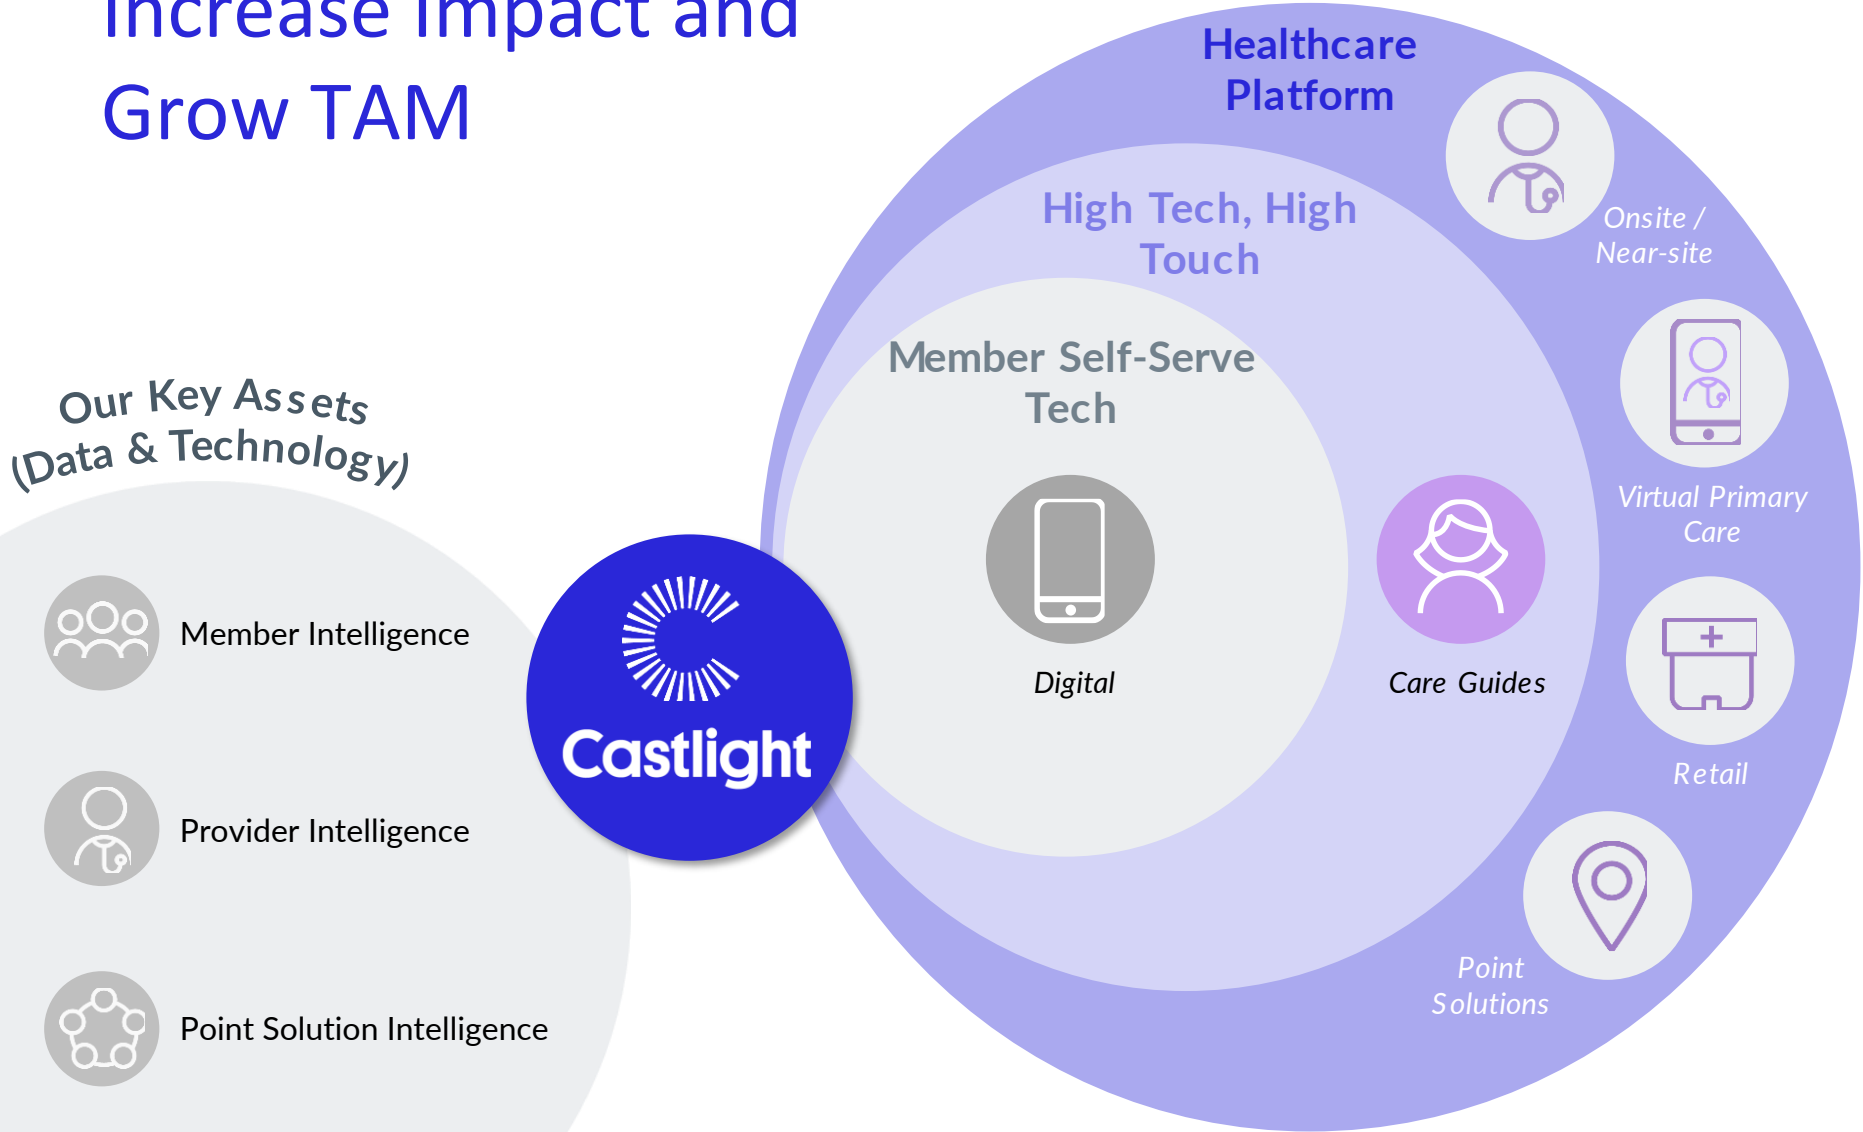 Increase Impact and
Grow TAM
Our Key Assets
(Data & Technology)
Member Intelligence
Provider Intelligence
Point Solution Intelligence
Castlight
Healthcare
Platform
High Tech, High
Touch
Member Self-Serve
Tech
Digital
Care Guides
Onsite /
Near-site
Virtual Primary
Care
Retail
Point
Solutions